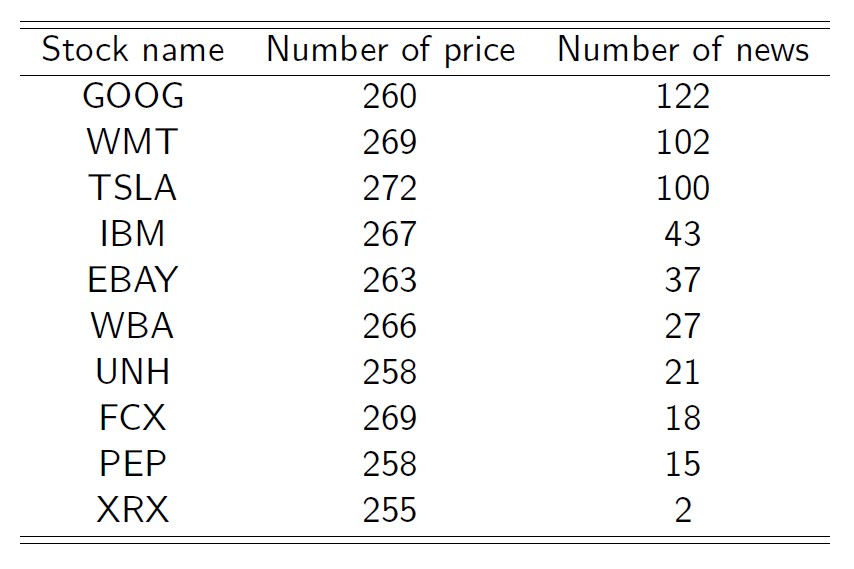 Stock name Number of price Number of news
GOOG 260 122
WMT 269 102
TSLA 272 100
IBM 267 43
EBAY 263 37
WBA 266 27
UNH 258 21
FCX 269 18
PEP 258 15
XRX 255 2